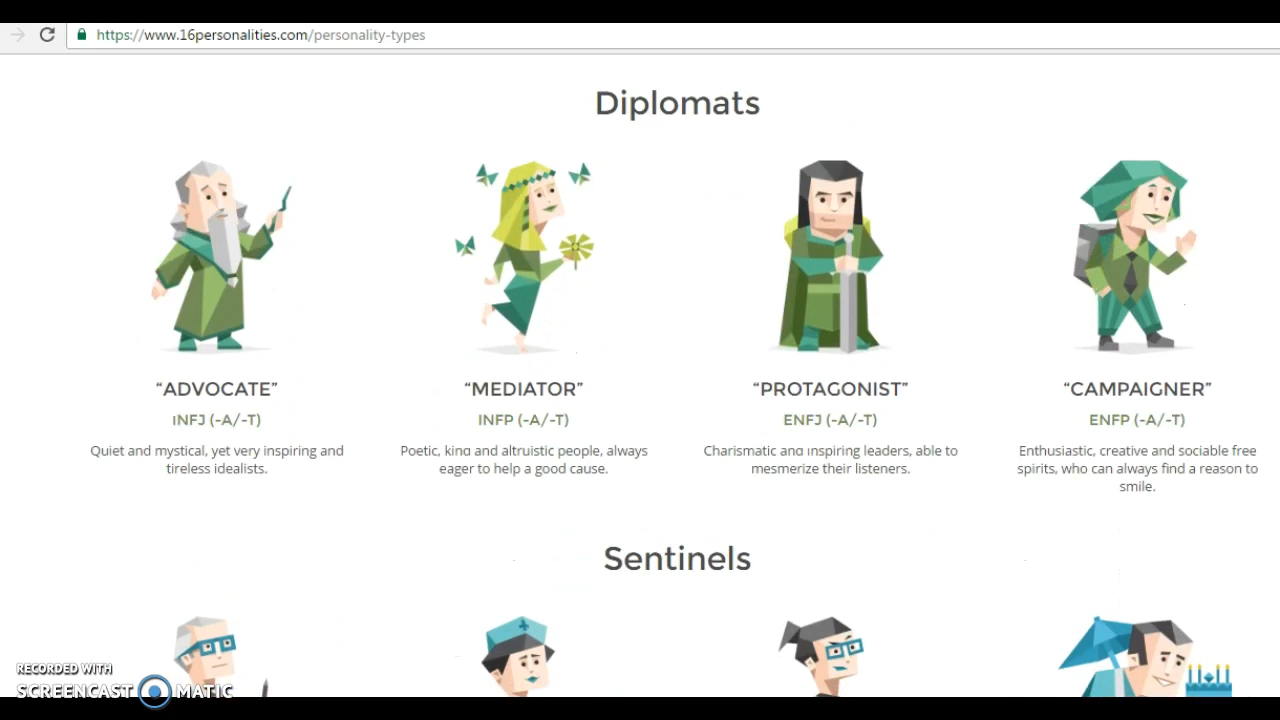 https://www.16personalities.com/personality-types
Diplomats
“ADVOCATE”
INFJ (-A/-T)
Quiet and mystical, yet very inspiring and
tireless idealists.
“MEDIATOR”
INFP (-A/-T)
Poetic, kind and altruistic people, always
eager to help a good cause.
“PROTAGONIST”
ENFJ (-A/-T)
Charismatic and inspiring leaders, able to
mesmerize their listeners.
“CAMPAIGNER”
ENFP (-A/-T)
Enthusiastic, creative and sociable free
spirits, who can always find a reason to
smile.
Sentinels
RECORDED WITH
SCREENCAST MATIC